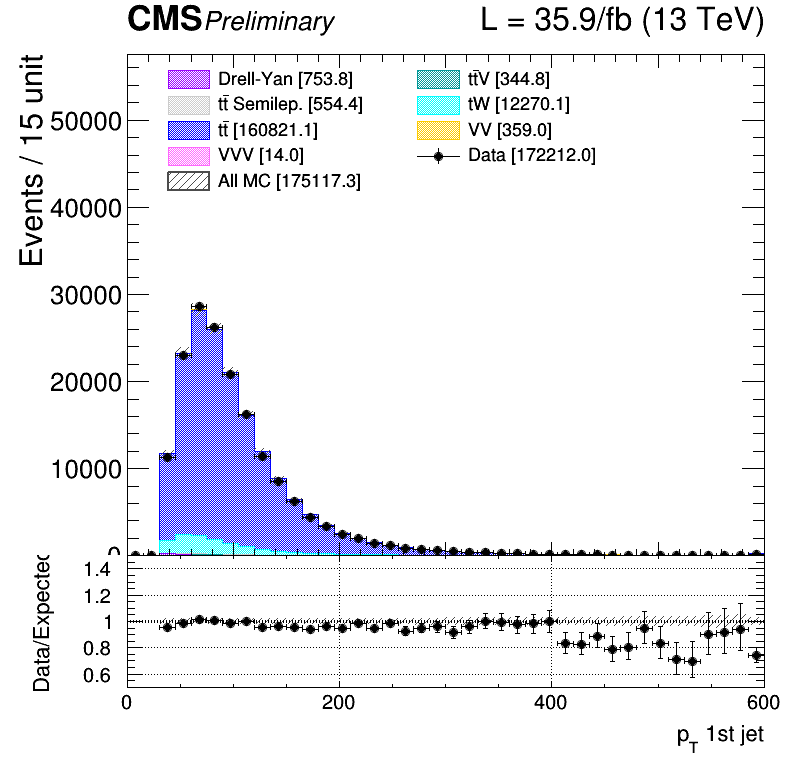 CMS Preliminary L = 35.9/fb (13 TeV)
Drell-Yan [753.8]
tt̄ Semilep. [554.4]
tt̄ [160821.1]
VVV [14.0]
All MC [175117.3]
tt̄V [344.8]
tW [12270.1]
VV [359.0]
Data [172212.0]
Events / 15 unit
50000
40000
30000
20000
10000
0
Data/Expected
1.4
1.2
1
0.8
0.6
0 200 400 600
p_T 1st jet